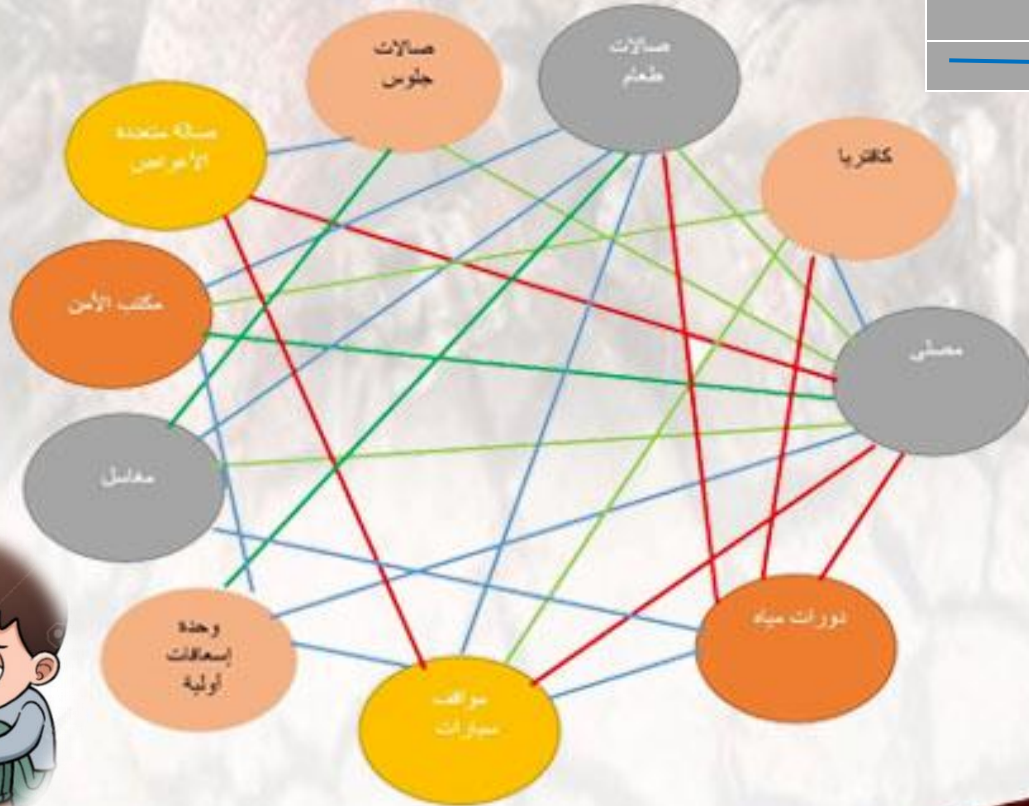 صالات
طعام
صالات
جلوس
صالة متعددة
الأغراض
كافتريا
مكتب الأمن
مصلى
مغاسل
دورات مياه
وحدة
إسعافات
أولية
مواقف
سيارات